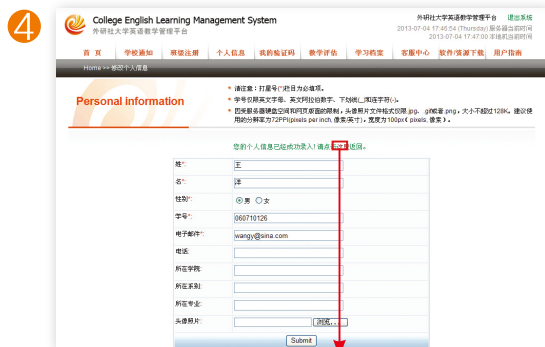 4
College English Learning Management System
外研社大学英语教学管理平台
外研社大学英语教学管理平台 退出系统
2013-07-04 17:46:54 (Thursday) 服务器当前时间
2013-07-04 17:47:00 本地机当前时间
首 页 学校通知 班级注册 个人信息 我的验证码 教学评估 学习档案 客服中心 软件/资源下载 用户指南
Home >> 修改个人信息
Personal information
* 请注意：打星号(*)栏目为必填项。
* 学号仅限英文字母、英文阿拉伯数字、下划线(_)和连字符(-)。
* 因受服务器硬盘空间和网页版面的限制，头像照片文件格式仅限.jpg、.gif或者.png，大小不超过128K。建议使用的分辨率为72PPI(pixels per inch, 像素/英寸)，宽度为100px( pixels, 像素 )。
您的个人信息已经成功录入!请点击这里返回。
姓*: 王
名*: 洋
性别*: 男 女
学号*: 060710126
电子邮件*: wangy@sina.com
电话:
所在学院:
所在系别:
所在专业:
头像照片: 浏览...
Submit